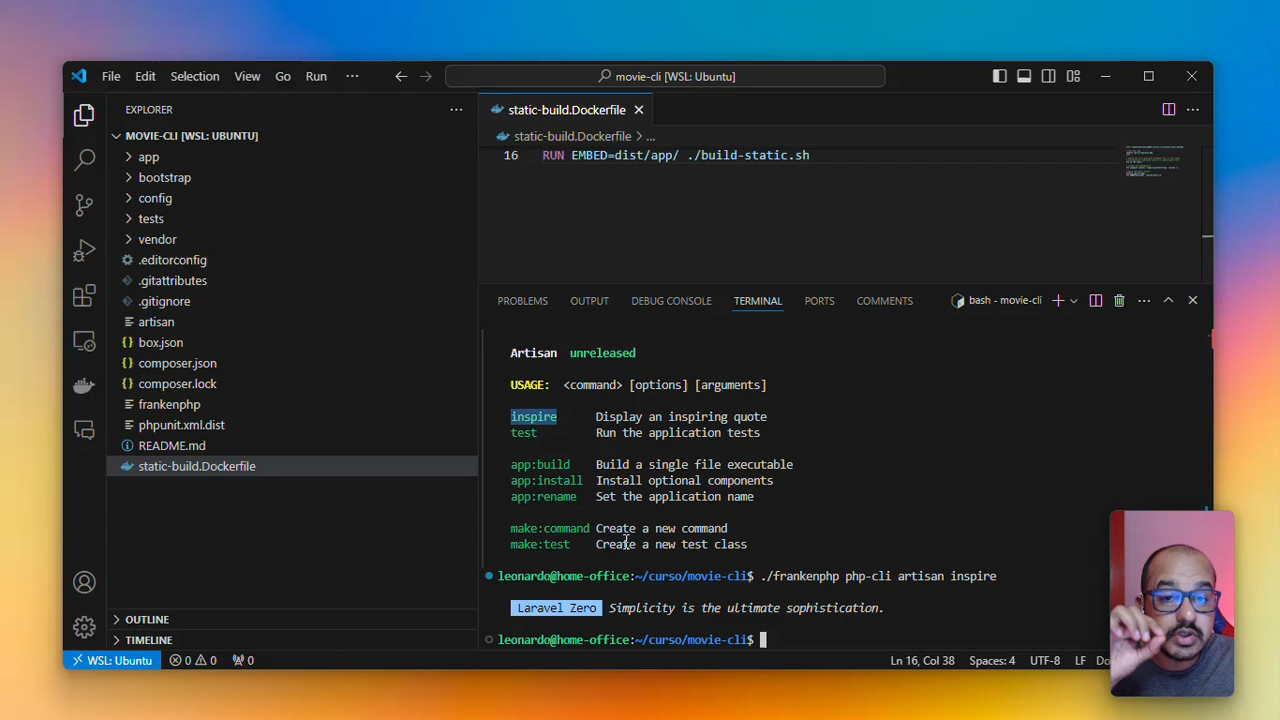 File Edit Selection View Go Run ··· movie-cli [WSL: Ubuntu]
EXPLORER ···
MOVIE-CLI [WSL: UBUNTU]
app
bootstrap
config
tests
vendor
.editorconfig
.gitattributes
.gitignore
artisan
box.json
composer.json
composer.lock
frankenphp
phpunit.xml.dist
README.md
static-build.Dockerfile
OUTLINE
TIMELINE
static-build.Dockerfile
static-build.Dockerfile > ...
16 RUN EMBED=dist/app/ ./build-static.sh
PROBLEMS OUTPUT DEBUG CONSOLE TERMINAL PORTS COMMENTS bash - movie-cli
Artisan unreleased
USAGE: <command> [options] [arguments]
inspire Display an inspiring quote
test Run the application tests
app:build Build a single file executable
app:install Install optional components
app:rename Set the application name
make:command Create a new command
make:test Create a new test class
leonardo@home-office:~/curso/movie-cli$ ./frankenphp php-cli artisan inspire
Laravel Zero Simplicity is the ultimate sophistication.
leonardo@home-office:~/curso/movie-cli$
WSL: Ubuntu 0 0 0 Ln 16, Col 38 Spaces: 4 UTF-8 LF